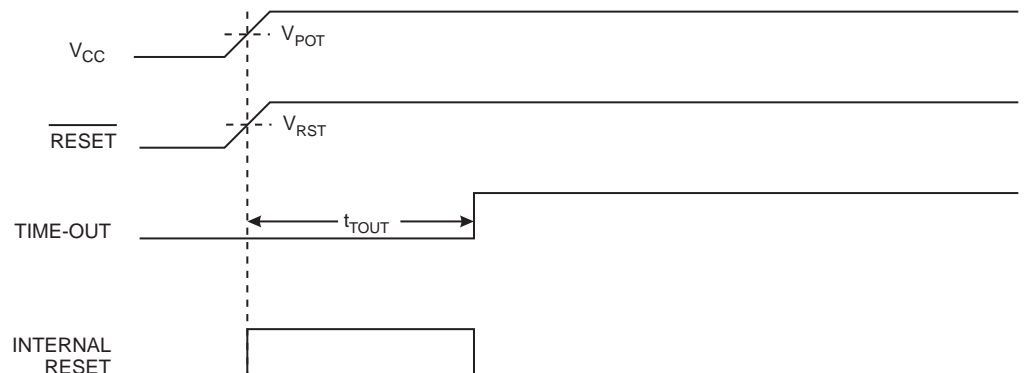 VCC
VPOT
RESET
VRST
TIME-OUT
tTOUT
INTERNAL
RESET